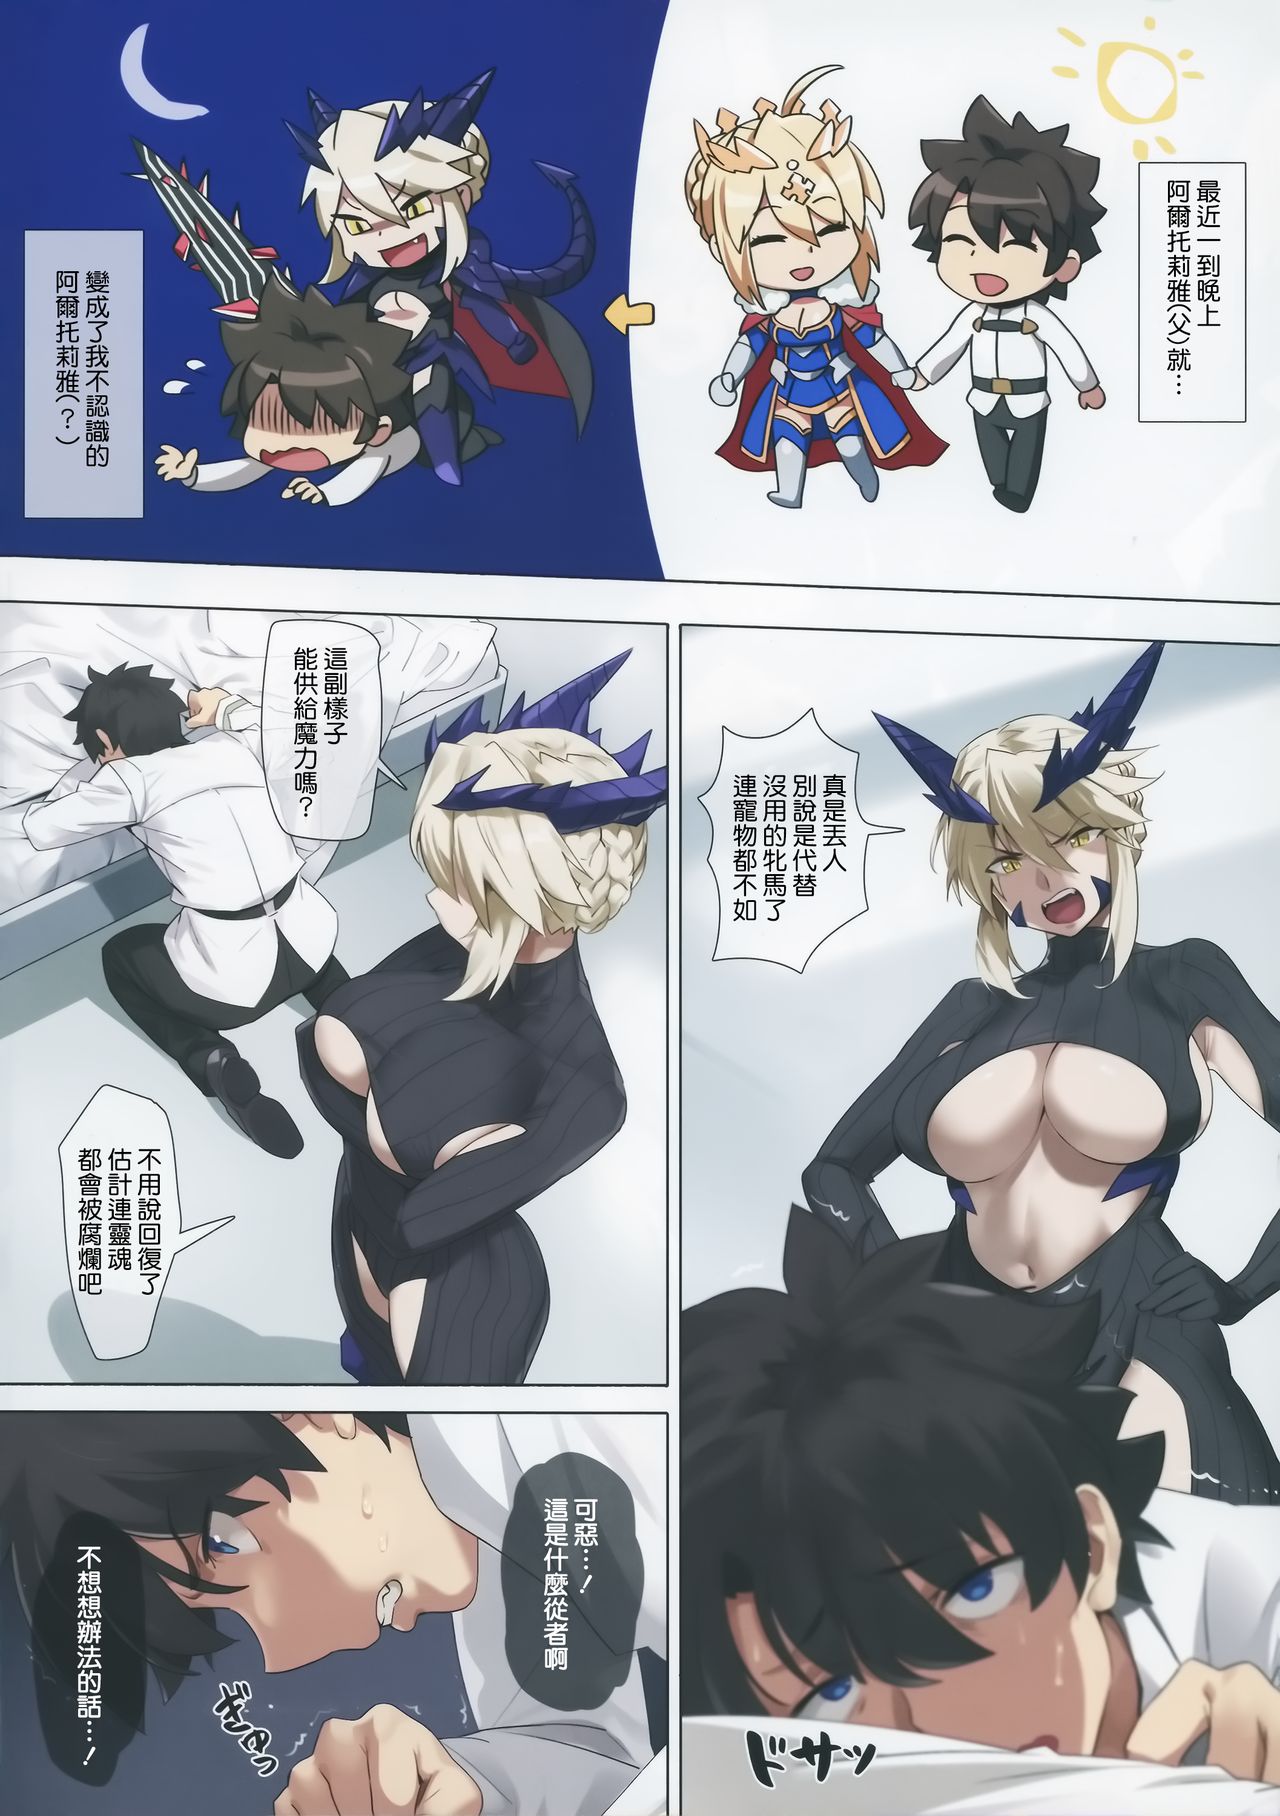 最近一到晚上
阿爾托莉雅(父)就…
變成了我不認識的
阿爾托莉雅(？)
真是丟人
別說是代替
沒用的牝馬了
連寵物都不如
ドサッ
這副樣子
能供給魔力嗎？
不用說回復了
估計連靈魂
都會被腐爛吧
可惡…！
這是什麼從者啊
ぎゅっ
不想想辦法的話…！